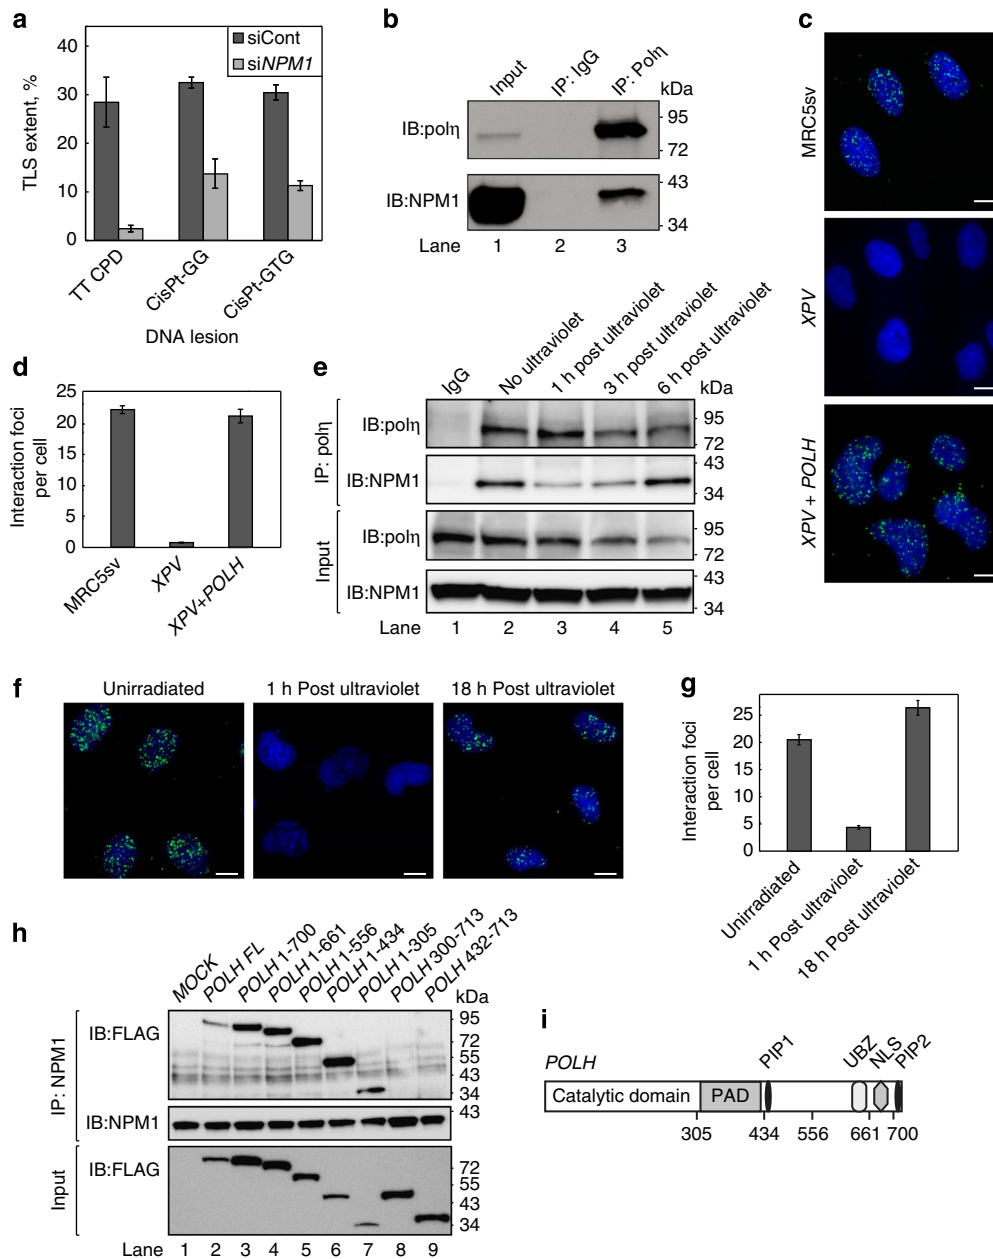 a
40
30
20
10
0
TLS extent, %
siCont
siNPM1
TT CPD
CisPt-GG
CisPt-GTG
DNA lesion
b
Input
IP: IgG
IP: Polη
kDa
IB:polη
95
72
IB:NPM1
43
34
Lane 1 2 3
c
MRC5sv
XPV
XPV + POLH
d
25
20
15
10
5
0
Interaction foci
per cell
MRC5sv
XPV
XPV+POLH
e
IgG
No ultraviolet
1 h post ultraviolet
3 h post ultraviolet
6 h post ultraviolet
kDa
IP: polη
IB:polη
95
72
IB:NPM1
43
34
Input
IB:polη
95
72
IB:NPM1
43
34
Lane 1 2 3 4 5
f
Unirradiated
1 h Post ultraviolet
18 h Post ultraviolet
g
25
20
15
10
5
0
Interaction foci
per cell
Unirradiated
1 h Post ultraviolet
18 h Post ultraviolet
h
MOCK
POLH FL
POLH 1-700
POLH 1-661
POLH 1-556
POLH 1-434
POLH 1-305
POLH 300-713
POLH 432-713
kDa
IP: NPM1
IB:FLAG
95
72
55
43
34
IB:NPM1
43
Input
IB:FLAG
72
55
43
34
Lane 1 2 3 4 5 6 7 8 9
i
POLH
PIP1
UBZ
NLS
PIP2
Catalytic domain
PAD
305 434 556 661 700